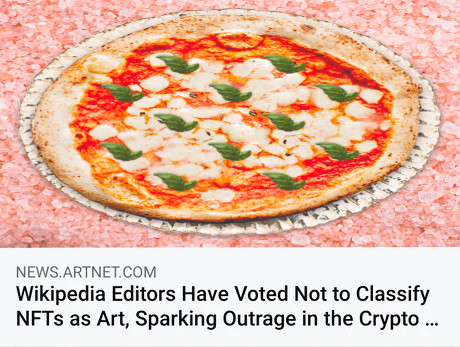 NEWS.ARTNET.COM
Wikipedia Editors Have Voted Not to Classify
NFTs as Art, Sparking Outrage in the Crypto ...